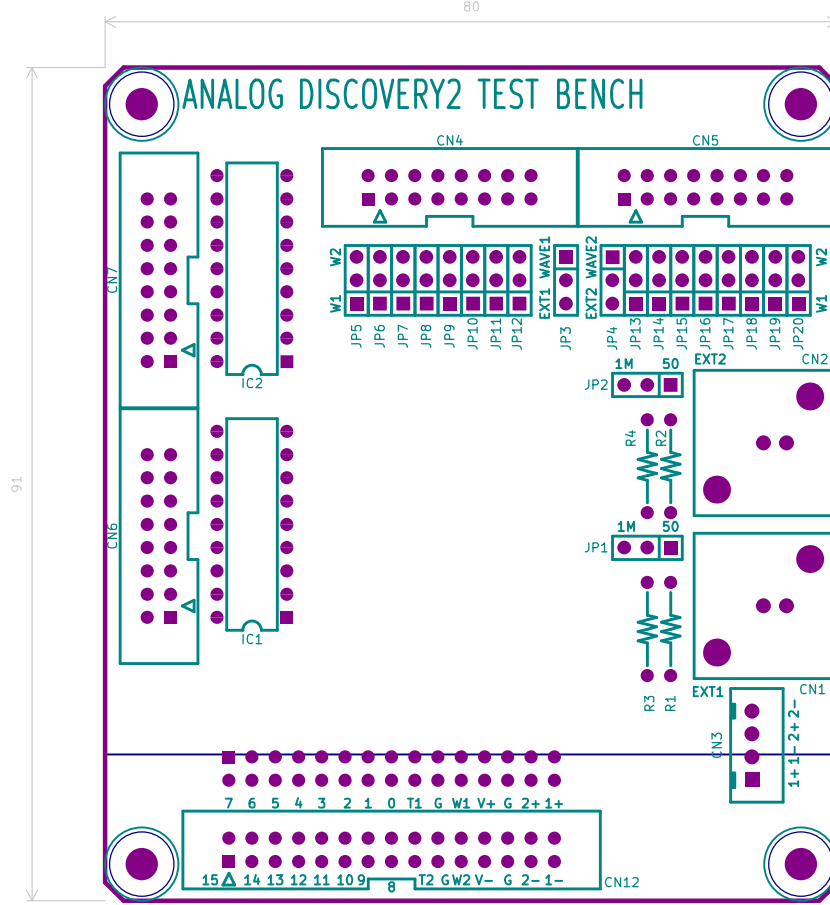 80
ANALOG DISCOVERY2 TEST BENCH
CN4
CN5
W2
WAVE1
WAVE2
W2
CN7
W1
EXT1
EXT2
W1
JP5
JP6
JP7
JP8
JP9
JP10
JP11
JP12
JP3
JP4
JP13
JP14
JP15
JP16
JP17
JP18
JP19
JP20
EXT2
CN2
1M 50
JP2
IC2
R4
R2
91
CN6
1M 50
JP1
IC1
R3
R1
EXT1
CN1
CN3
1+ 1- 2+ 2-
7 6 5 4 3 2 1 0 T1 G W1 V+ G 2+ 1+
15 14 13 12 11 10 9 8 T2 G W2 V- G 2- 1-
CN12